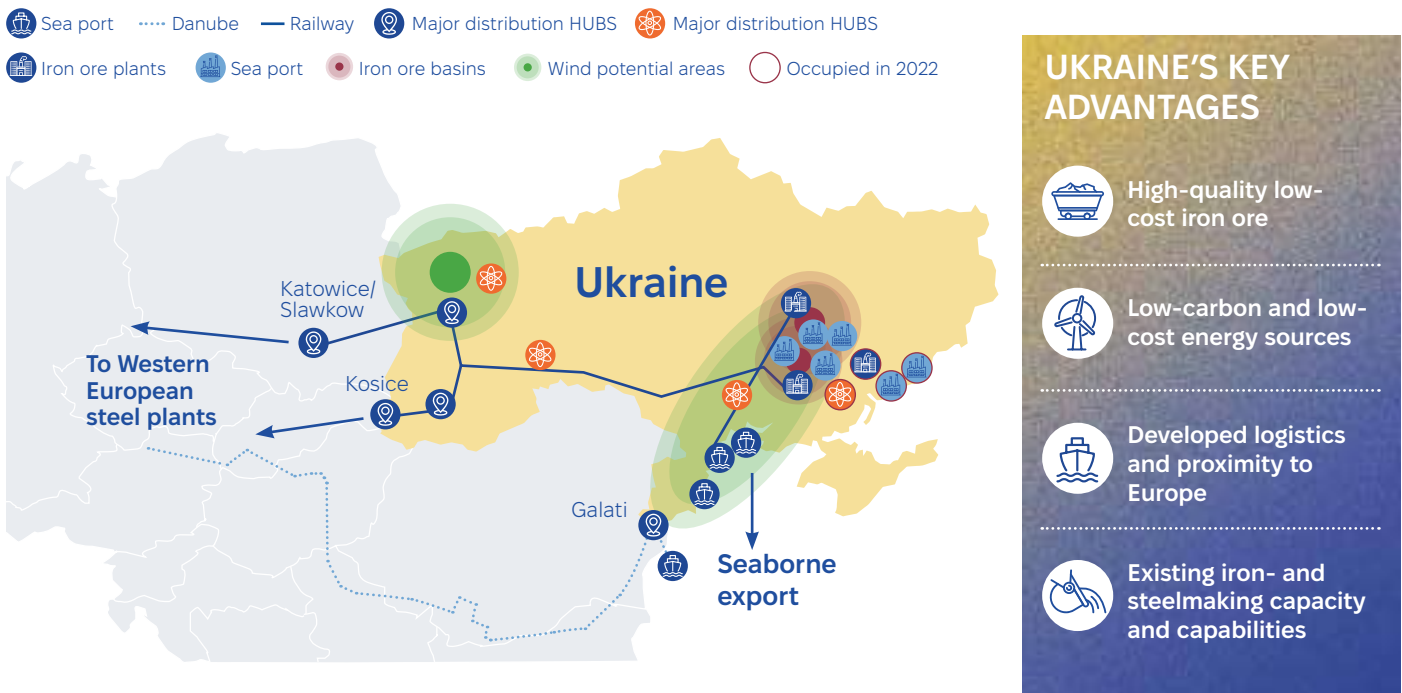 Sea port
Danube
Railway
Major distribution HUBS
Major distribution HUBS
Iron ore plants
Sea port
Iron ore basins
Wind potential areas
Occupied in 2022
Ukraine
Katowice/
Slawkow
To Western
European
steel plants
Kosice
Galati
Seaborne
export
UKRAINE'S KEY
ADVANTAGES
High-quality low-
cost iron ore
Low-carbon and low-
cost energy sources
Developed logistics
and proximity to
Europe
Existing iron- and
steelmaking capacity
and capabilities